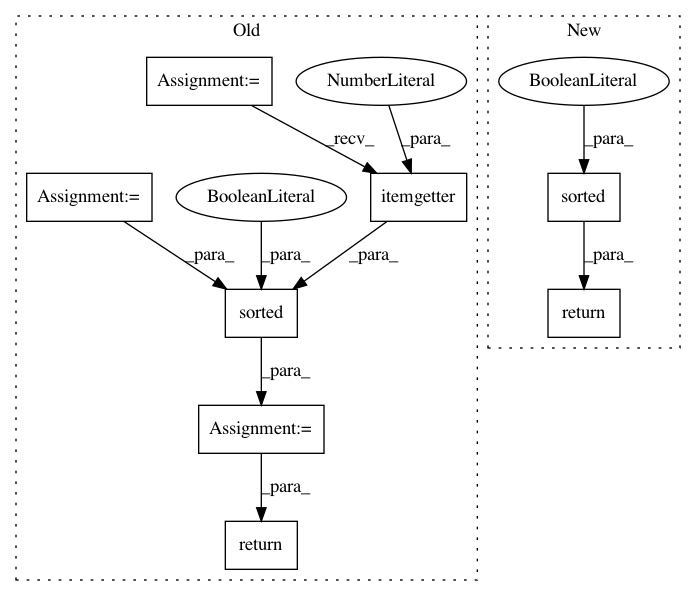 Old
New
Assignment:=
NumberLiteral
BooleanLiteral
_recv_
_para_
_para_
Assignment:=
BooleanLiteral
itemgetter
sorted
_para_
_para_
_para_
_para_
sorted
return
_para_
Assignment:=
_para_
return